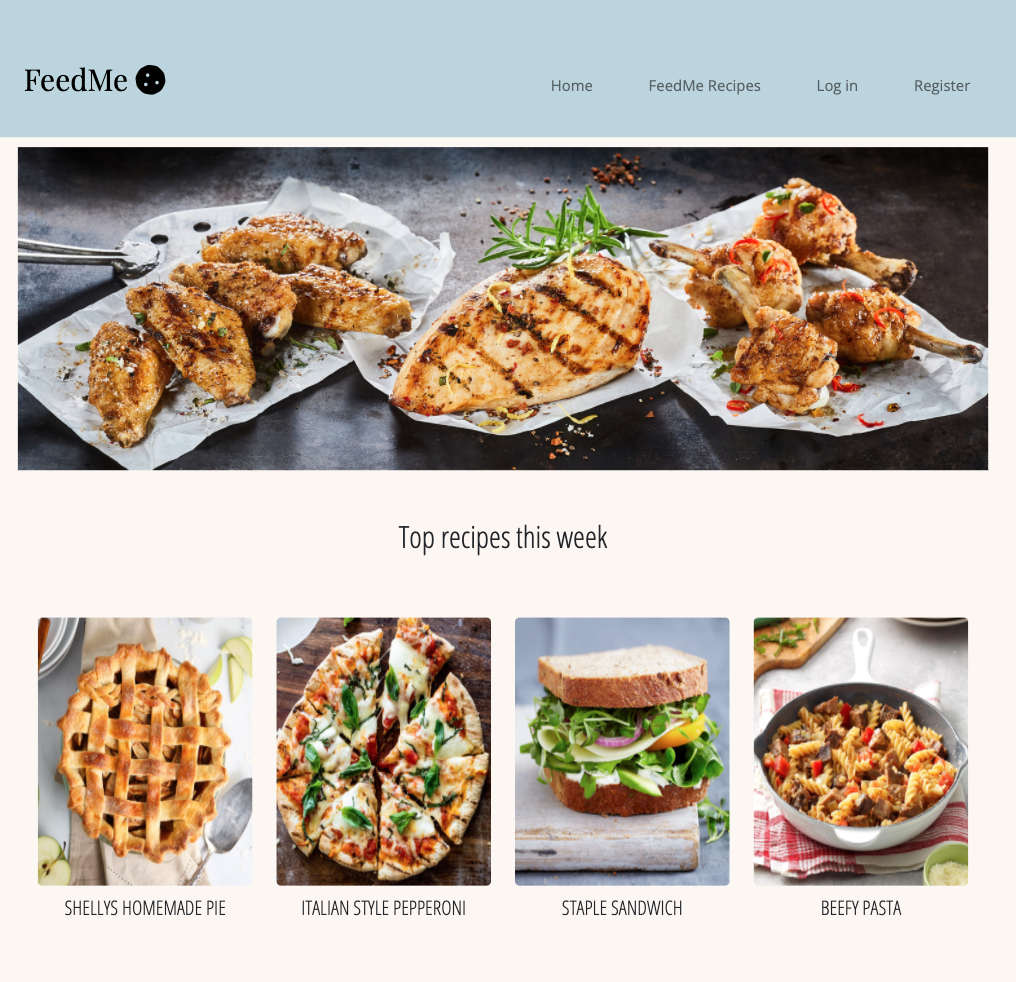 FeedMe
Home FeedMe Recipes Log in Register
Top recipes this week
SHELLYS HOMEMADE PIE ITALIAN STYLE PEPPERONI STAPLE SANDWICH BEEFY PASTA